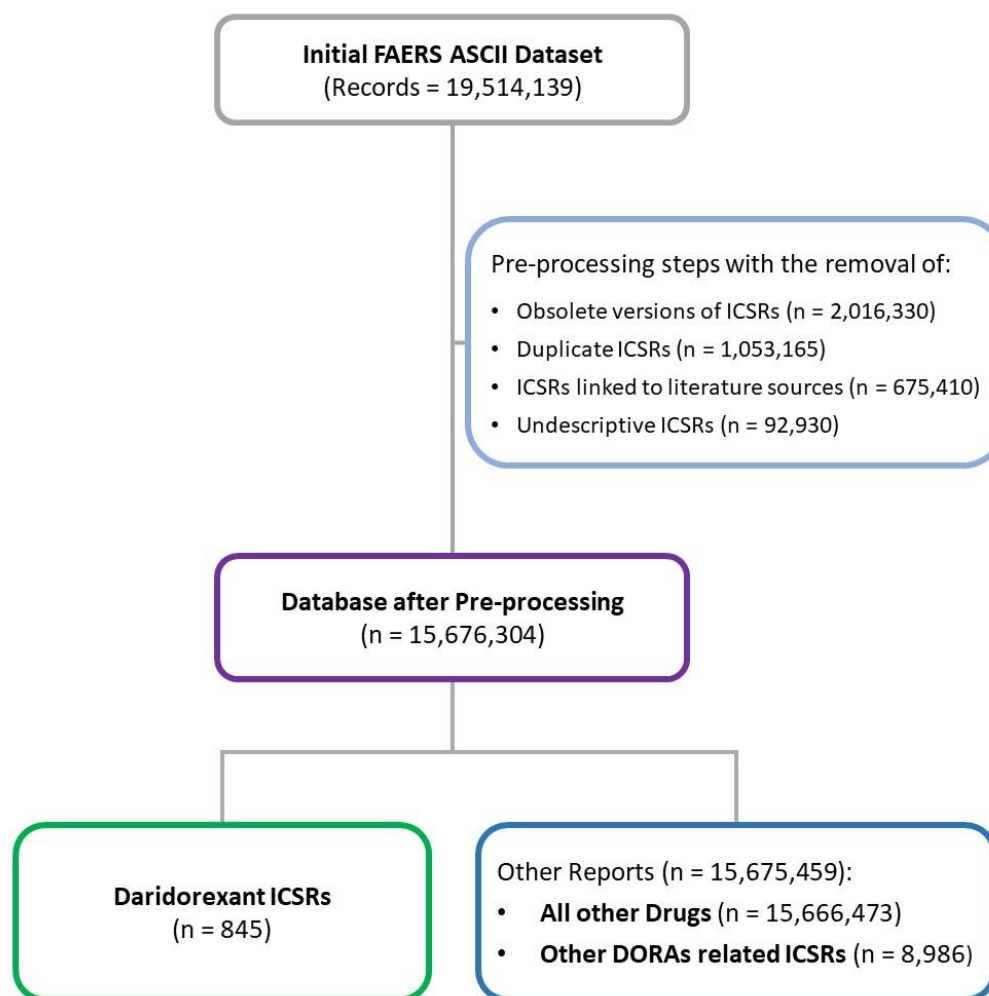 Initial FAERS ASCII Dataset
(Records = 19,514,139)
Pre-processing steps with the removal of:
• Obsolete versions of ICSRs (n = 2,016,330)
• Duplicate ICSRs (n = 1,053,165)
• ICSRs linked to literature sources (n = 675,410)
• Undescriptive ICSRs (n = 92,930)
Database after Pre-processing
(n = 15,676,304)
Daridorexant ICSRs
(n = 845)
Other Reports (n = 15,675,459):
• All other Drugs (n = 15,666,473)
• Other DORAs related ICSRs (n = 8,986)